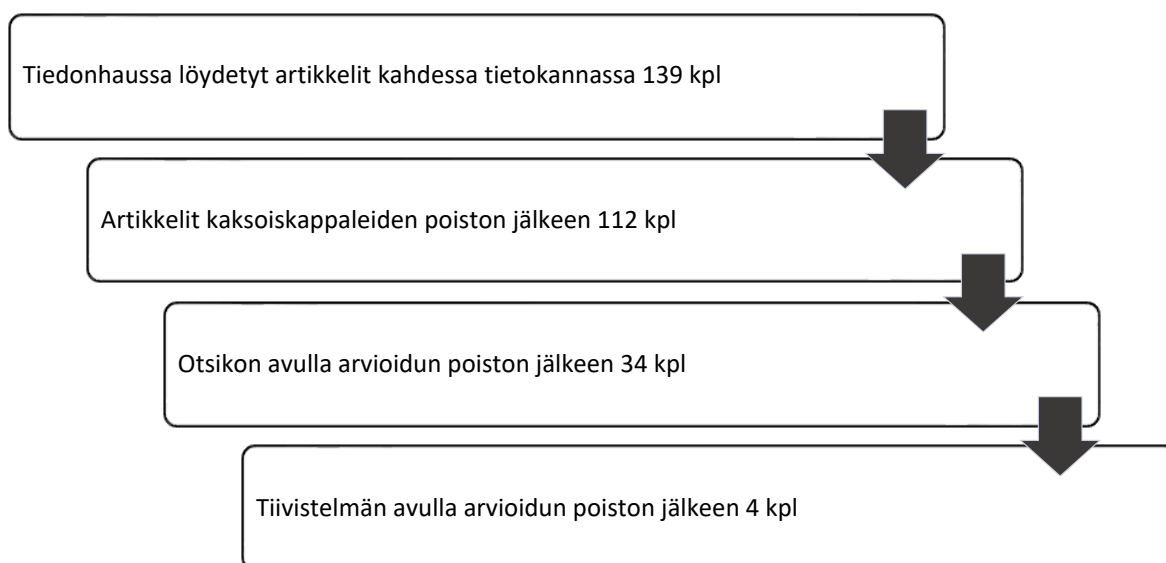 Tiedonhaussa löydetyt artikkelit kahdessa tietokannassa 139 kpl
Artikkelit kaksoiskappaleiden poiston jälkeen 112 kpl
Otsikon avulla arvioidun poiston jälkeen 34 kpl
Tiivistelmän avulla arvioidun poiston jälkeen 4 kpl